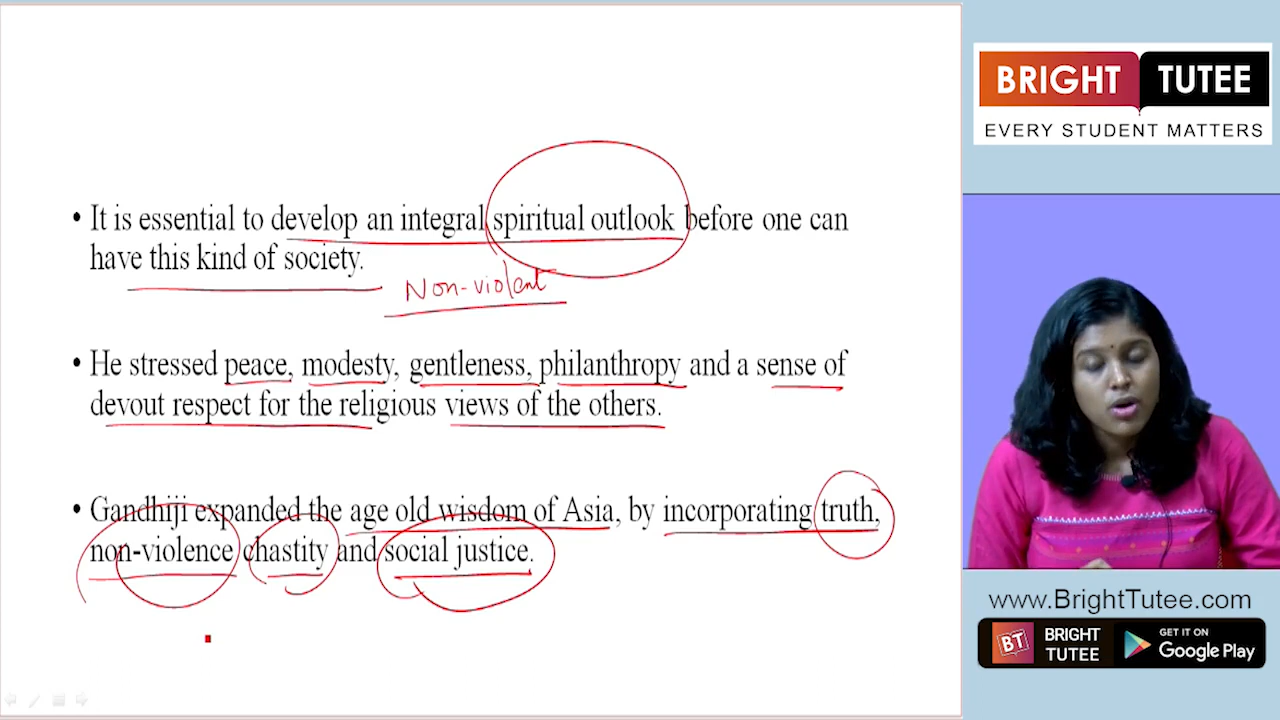 BRIGHT TUTEE
EVERY STUDENT MATTERS
• It is essential to develop an integral spiritual outlook before one can
have this kind of society.
Non-violent
• He stressed peace, modesty, gentleness, philanthropy and a sense of
devout respect for the religious views of the others.
• Gandhiji expanded the age old wisdom of Asia, by incorporating truth,
non-violence chastity and social justice.
www.BrightTutee.com
BT
BRIGHT
TUTEE
GET IT ON
Google Play